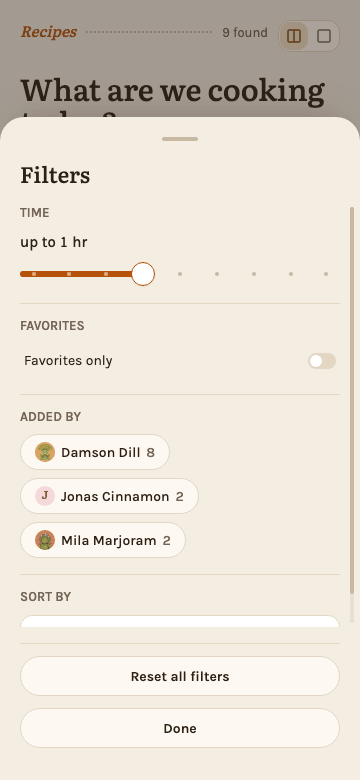 Recipes
9 found
What are we cooking
Filters
TIME
up to 1 hr
FAVORITES
Favorites only
ADDED BY
Damson Dill 8
J Jonas Cinnamon 2
Mila Marjoram 2
SORT BY
Reset all filters
Done